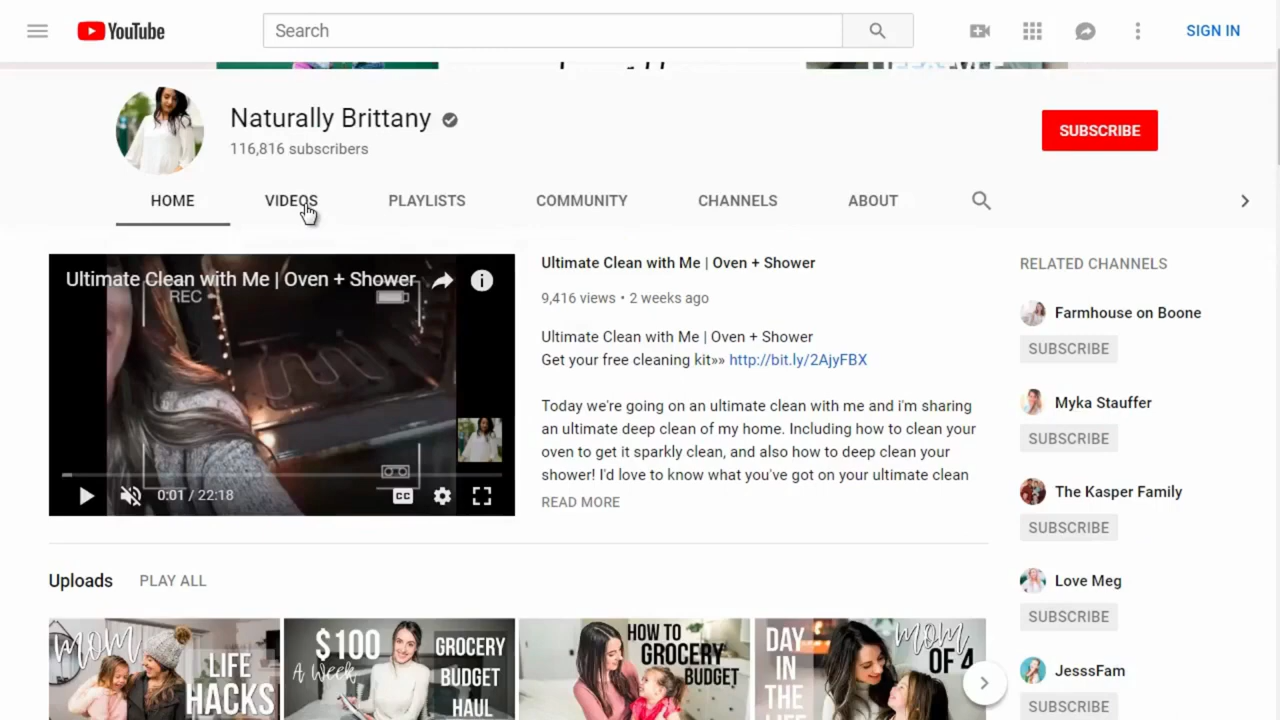 YouTube
Search
SIGN IN
Naturally Brittany
116,816 subscribers
SUBSCRIBE
HOME
VIDEOS
PLAYLISTS
COMMUNITY
CHANNELS
ABOUT
Ultimate Clean with Me | Oven + Shower
REC
CC
0:01 / 22:18
Ultimate Clean with Me | Oven + Shower
9,416 views • 2 weeks ago
Ultimate Clean with Me | Oven + Shower
Get your free cleaning kit»» http://bit.ly/2AjyFBX
Today we're going on an ultimate clean with me and i'm sharing
an ultimate deep clean of my home. Including how to clean your
oven to get it sparkly clean, and also how to deep clean your
shower! I'd love to know what you've got on your ultimate clean
READ MORE
RELATED CHANNELS
Farmhouse on Boone
SUBSCRIBE
Myka Stauffer
SUBSCRIBE
The Kasper Family
SUBSCRIBE
Love Meg
SUBSCRIBE
JesssFam
SUBSCRIBE
Uploads
PLAY ALL
mom
LIFE
HACKS
$100
A Week
GROCERY
BUDGET
HAUL
HOW TO
GROCERY
BUDGET
DAY
IN
THE
mom
OF 4